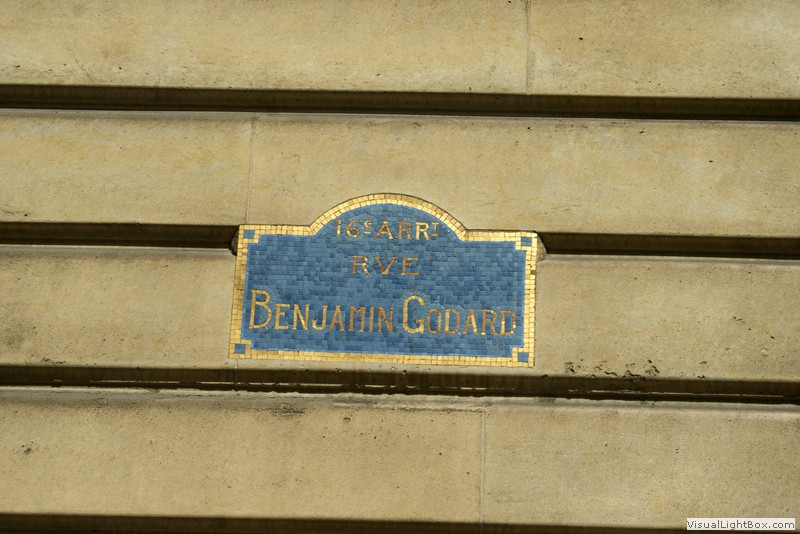 16E ARRT
RVE
BENJAMIN GODARD
VisualLightBox.com